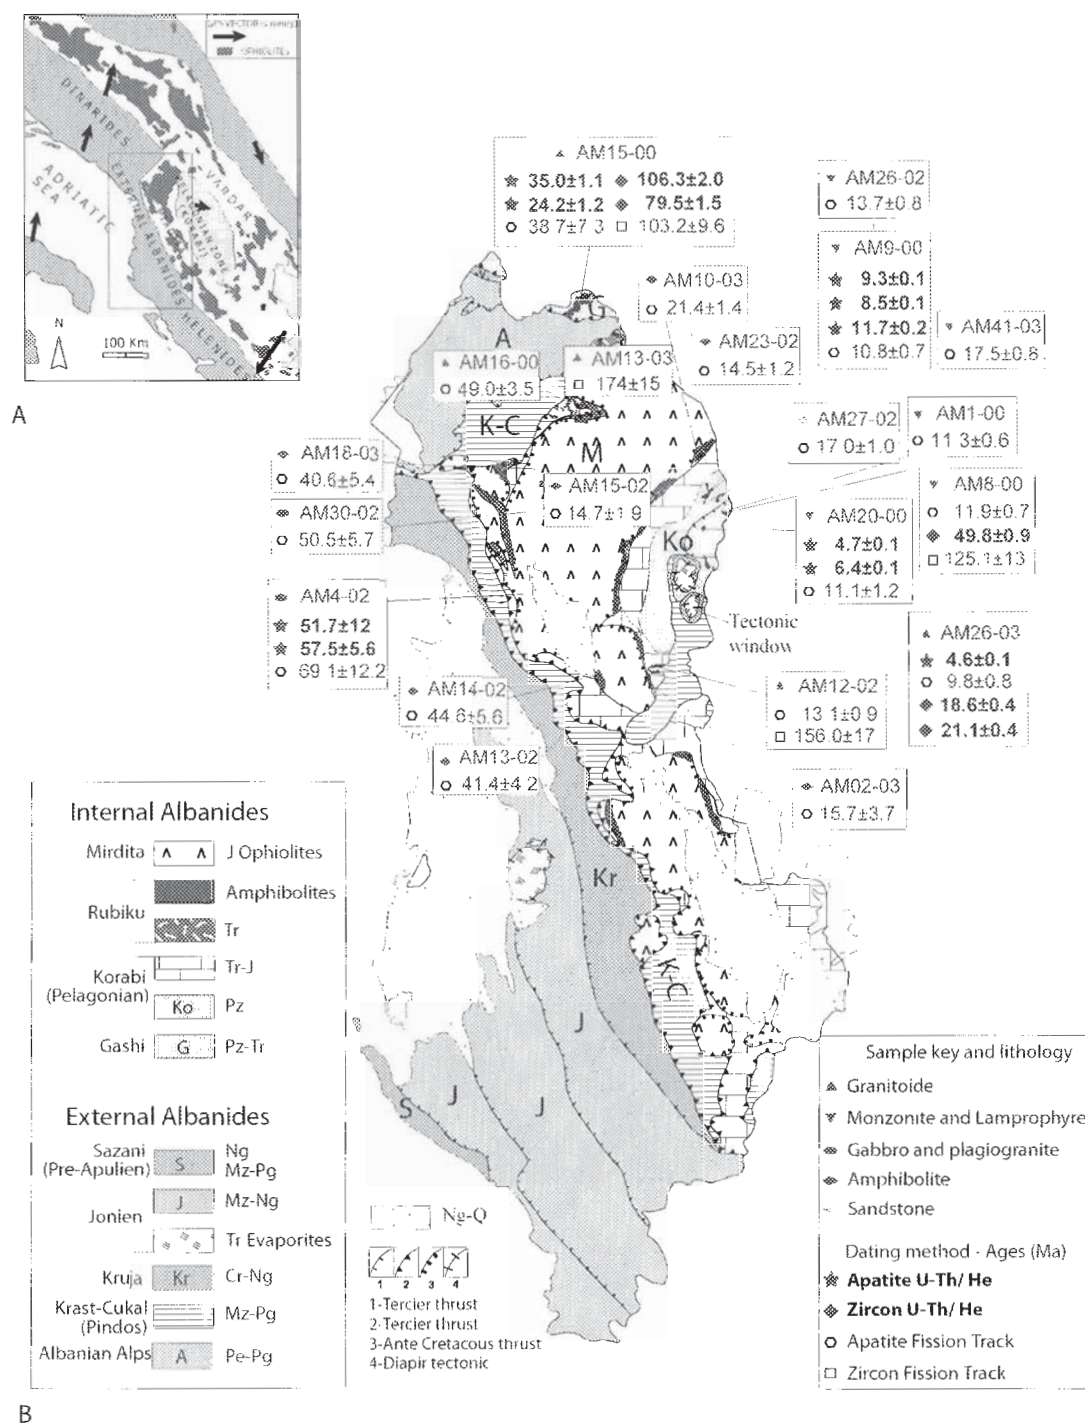 DINARIDES
ADRIATIC
SEA
VARDAR
EXTERNAL ALBANIDES
HELENIDES
N
100 Km
A
AM15-00
35.0±1.1 106.3±2.0
24.2±1.2 79.5±1.5
38.7±7.3 103.2±9.6
AM26-02
13.7±0.8
AM9-00
9.3±0.1
8.5±0.1
11.7±0.2
10.8±0.7
AM10-03
21.4±1.4
AM41-03
17.5±0.8
AM23-02
14.5±1.2
G
A
AM16-00
49.0±3.5
AM13-03
174±15
K-C
M
AM27-02
17.0±1.0
AM1-00
11.3±0.6
AM18-03
40.6±5.4
AM15-02
14.7±1.9
AM8-00
11.9±0.7
49.8±0.9
125.1±13
AM30-02
50.5±5.7
Ko
AM20-00
4.7±0.1
6.4±0.1
11.1±1.2
AM4-02
51.7±12
57.5±5.6
69.1±12.2
Tectonic
window
AM26-03
4.6±0.1
9.8±0.8
18.6±0.4
21.1±0.4
AM14-02
44.6±5.6
AM12-02
13.1±0.9
156.0±17
AM13-02
41.4±4.2
AM02-03
15.7±3.7
Kr
K-C
J
J
J
S
Internal Albanides
Mirdita J Ophiolites
Rubiku Amphibolites
Tr
Korabi
(Pelagonian)
Tr-J
Ko Pz
Gashi G Pz-Tr
External Albanides
Sazani
(Pre-Apulien)
S
Ng
Mz-Pg
Jonien J Mz-Ng
Tr Evaporites
Kruja Kr Cr-Ng
Krast-Cukal
(Pindos)
Mz-Pg
Albanian Alps A Pe-Pg
Ng-Q
1 2 3 4
1-Tercier thrust
2-Tercier thrust
3-Ante Cretacous thrust
4-Diapir tectonic
Sample key and lithology
Granitoide
Monzonite and Lamprophyre
Gabbro and plagiogranite
Amphibolite
Sandstone
Dating method - Ages (Ma)
Apatite U-Th/ He
Zircon U-Th/ He
Apatite Fission Track
Zircon Fission Track
B